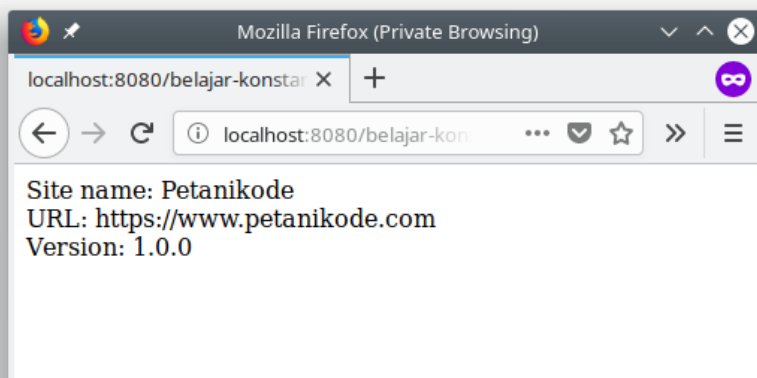 Mozilla Firefox (Private Browsing)
localhost:8080/belajar-konstan
localhost:8080/belajar-kon
Site name: Petanikode
URL: https://www.petanikode.com
Version: 1.0.0